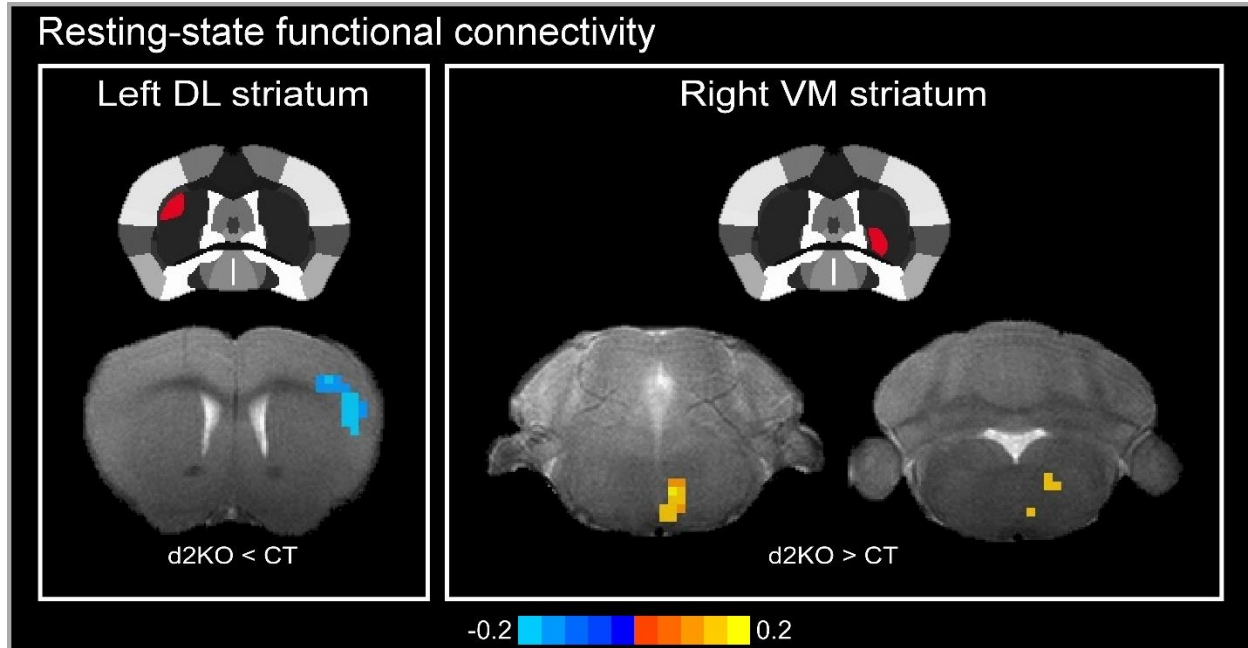 Resting-state functional connectivity
Left DL striatum
Right VM striatum
d2KO < CT
d2KO > CT
-0.2
0.2